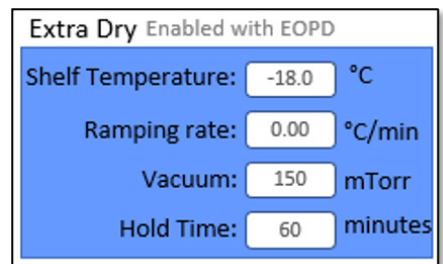 Extra Dry Enabled with EOPD
Shelf Temperature: -18.0 °C
Ramping rate: 0.00 °C/min
Vacuum: 150 mTorr
Hold Time: 60 minutes